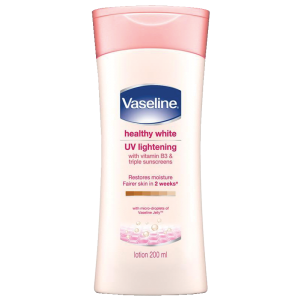 Vaseline
healthy white
UV lightening
with vitamin B3 &
triple sunscreens
Restores moisture
Fairer skin in 2 weeks*
with micro-droplets of
Vaseline Jelly™
lotion 200 ml